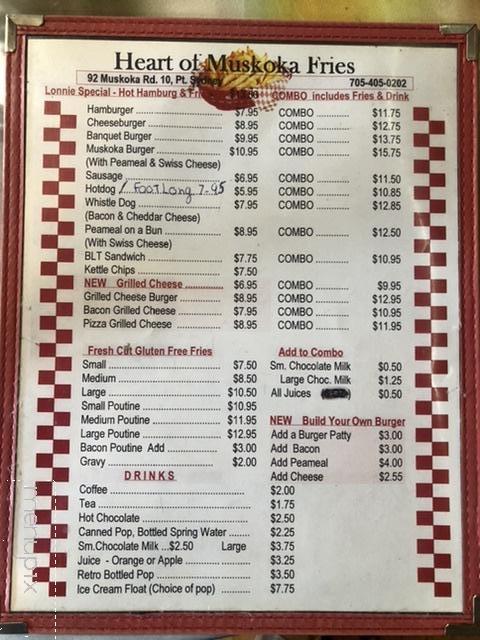 Heart of Muskoka Fries
92 Muskoka Rd. 10, Pt. Sydney 705-405-0202
Lonnie Special - Hot Hamburg & Fries COMBO includes Fries & Drink
Hamburger $7.95 COMBO $11.75
Cheeseburger $8.95 COMBO $12.75
Banquet Burger $9.95 COMBO $13.75
Muskoka Burger $10.95 COMBO $15.75
(With Peameal & Swiss Cheese)
Sausage $6.95 COMBO $11.50
Hotdog / Foot Long 7.95 $5.95 COMBO $10.85
Whistle Dog $7.95 COMBO $12.85
(Bacon & Cheddar Cheese)
Peameal on a Bun $8.95 COMBO $12.50
(With Swiss Cheese)
BLT Sandwich $7.75 COMBO $10.95
Kettle Chips $7.50
NEW Grilled Cheese $6.95 COMBO $9.95
Grilled Cheese Burger $8.95 COMBO $12.95
Bacon Grilled Cheese $7.95 COMBO $10.95
Pizza Grilled Cheese $8.95 COMBO $11.95
Fresh Cut Gluten Free Fries
Small $7.50
Medium $8.50
Large $10.50
Small Poutine $10.95
Medium Poutine $11.95
Large Poutine $12.95
Bacon Poutine Add $3.00
Gravy $2.00
Add to Combo
Sm. Chocolate Milk $0.50
Large Choc. Milk $1.25
All Juices $0.50
NEW Build Your Own Burger
Add a Burger Patty $3.00
Add Bacon $3.00
Add Peameal $4.00
Add Cheese $2.55
DRINKS
Coffee $2.00
Tea $1.75
Hot Chocolate $2.50
Canned Pop, Bottled Spring Water $2.25
Sm.Chocolate Milk ...$2.50 Large $3.75
Juice - Orange or Apple $3.25
Retro Bottled Pop $3.50
Ice Cream Float (Choice of pop) $7.75
menupix